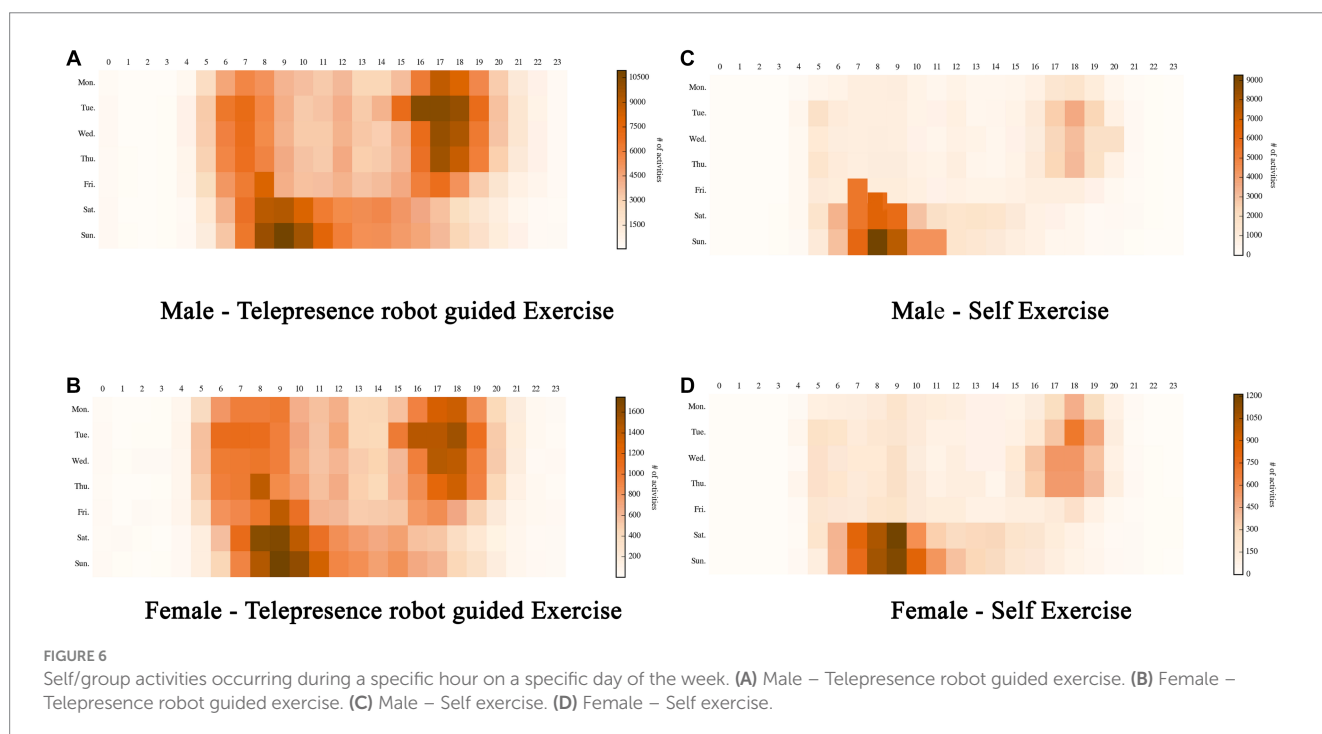 A
0 1 2 3 4 5 6 7 8 9 10 11 12 13 14 15 16 17 18 19 20 21 22 23
Mon.
Tue.
Wed.
Thu.
Fri.
Sat.
Sun.
10500
9000
7500
6000
4500
3000
1500
# of activities
Male - Telepresence robot guided Exercise
C
0 1 2 3 4 5 6 7 8 9 10 11 12 13 14 15 16 17 18 19 20 21 22 23
Mon.
Tue.
Wed.
Thu.
Fri.
Sat.
Sun.
9000
8000
7000
6000
5000
4000
3000
2000
1000
0
# of activities
Male - Self Exercise
B
0 1 2 3 4 5 6 7 8 9 10 11 12 13 14 15 16 17 18 19 20 21 22 23
Mon.
Tue.
Wed.
Thu.
Fri.
Sat.
Sun.
1600
1400
1200
1000
800
600
400
200
# of activities
Female - Telepresence robot guided Exercise
D
0 1 2 3 4 5 6 7 8 9 10 11 12 13 14 15 16 17 18 19 20 21 22 23
Mon.
Tue.
Wed.
Thu.
Fri.
Sat.
Sun.
1200
1050
900
750
600
450
300
150
0
# of activities
Female - Self Exercise
FIGURE 6
Self/group activities occurring during a specific hour on a specific day of the week. (A) Male – Telepresence robot guided exercise. (B) Female –
Telepresence robot guided exercise. (C) Male – Self exercise. (D) Female – Self exercise.